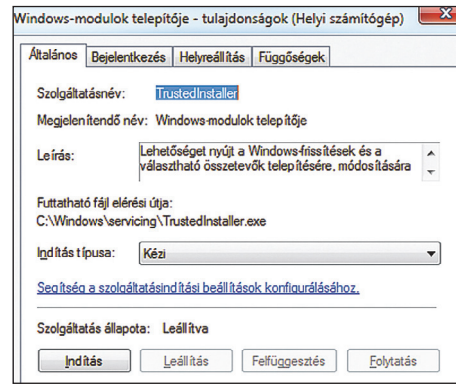 Windows-modulok telepítője - tulajdonságok (Helyi számítógép)
Általános Bejelentkezés Helyreállítás Függőségek
Szolgáltatásnév: TrustedInstaller
Megjelenítendő név: Windows-modulok telepítője
Leírás: Lehetőséget nyújt a Windows-frissítések és a
választható összetevők telepítésére, módosítására
Futtatható fájl elérési útja:
C:\Windows\servicing\TrustedInstaller.exe
Indítás típusa: Kézi
Segítség a szolgáltatásindítási beállítások konfigurálásához.
Szolgáltatás állapota: Leállítva
Indítás Leállítás Felfüggesztés Folytatás